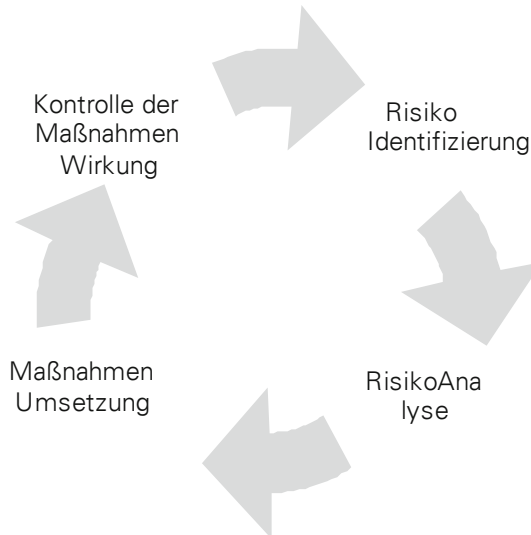 Kontrolle der
Maßnahmen
Wirkung
Risiko
Identifizierung
RisikoAna
lyse
Maßnahmen
Umsetzung